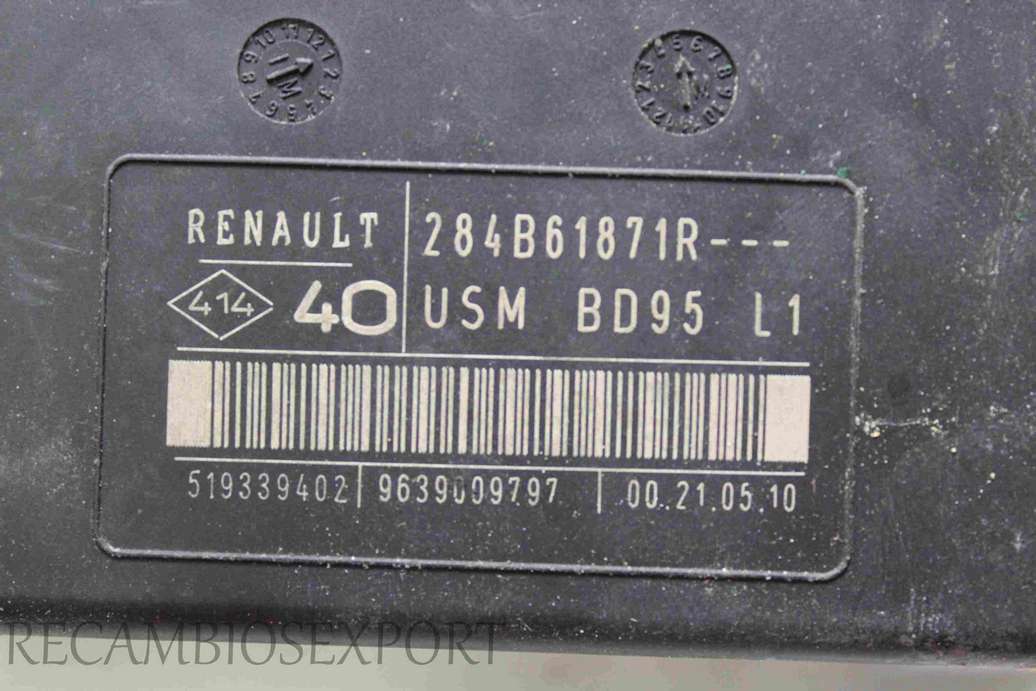 RENAULT 284B61871R---
414 40 USM BD95 L1
519339402 9639009797 00.21.05.10
RECAMBIOSEXPORT